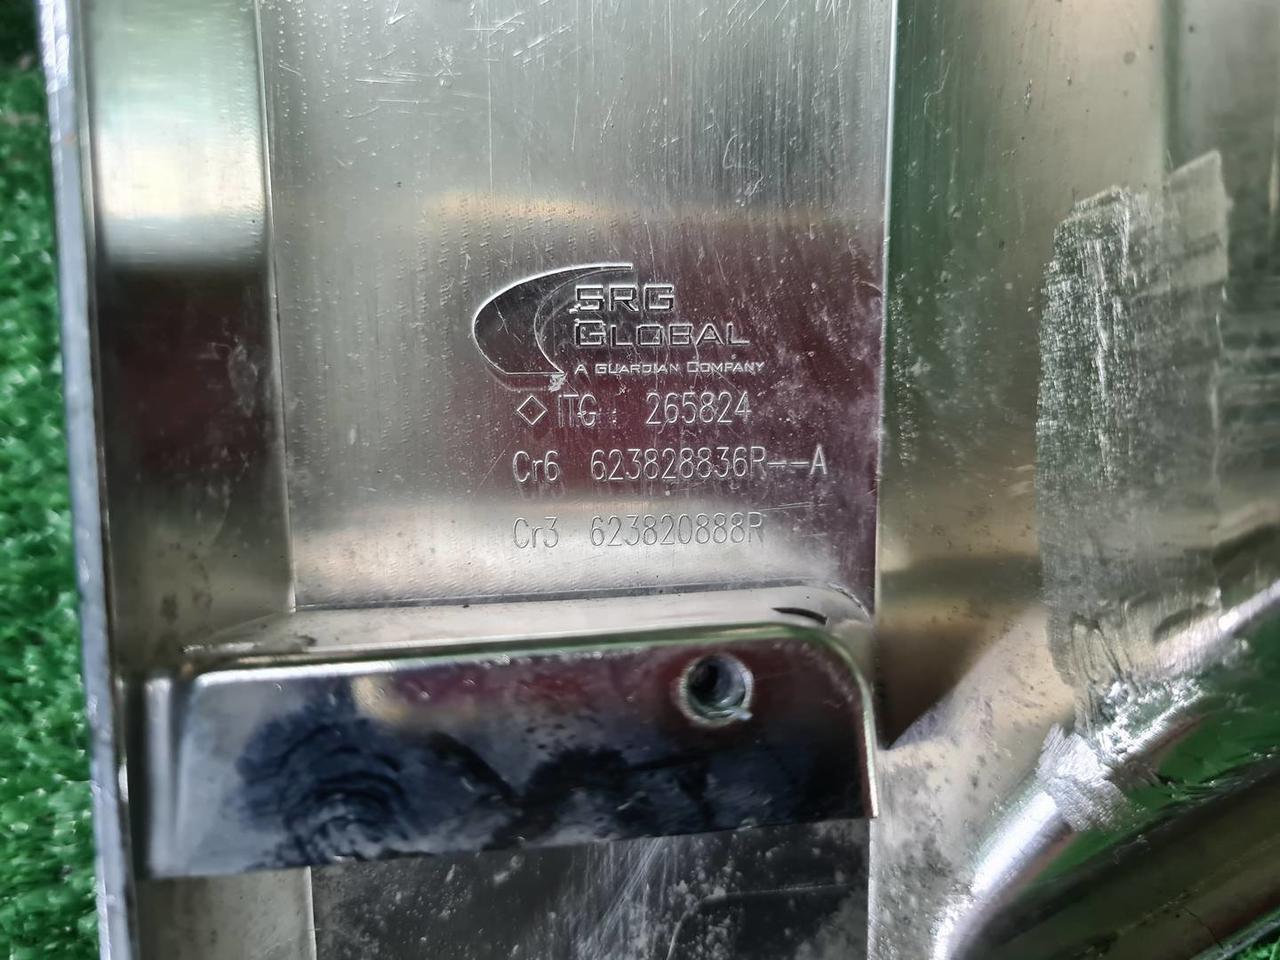 SRG
GLOBAL
A GUARDIAN COMPANY
ITG 265824
Cr6 623828836R--A
Cr3 623820888R